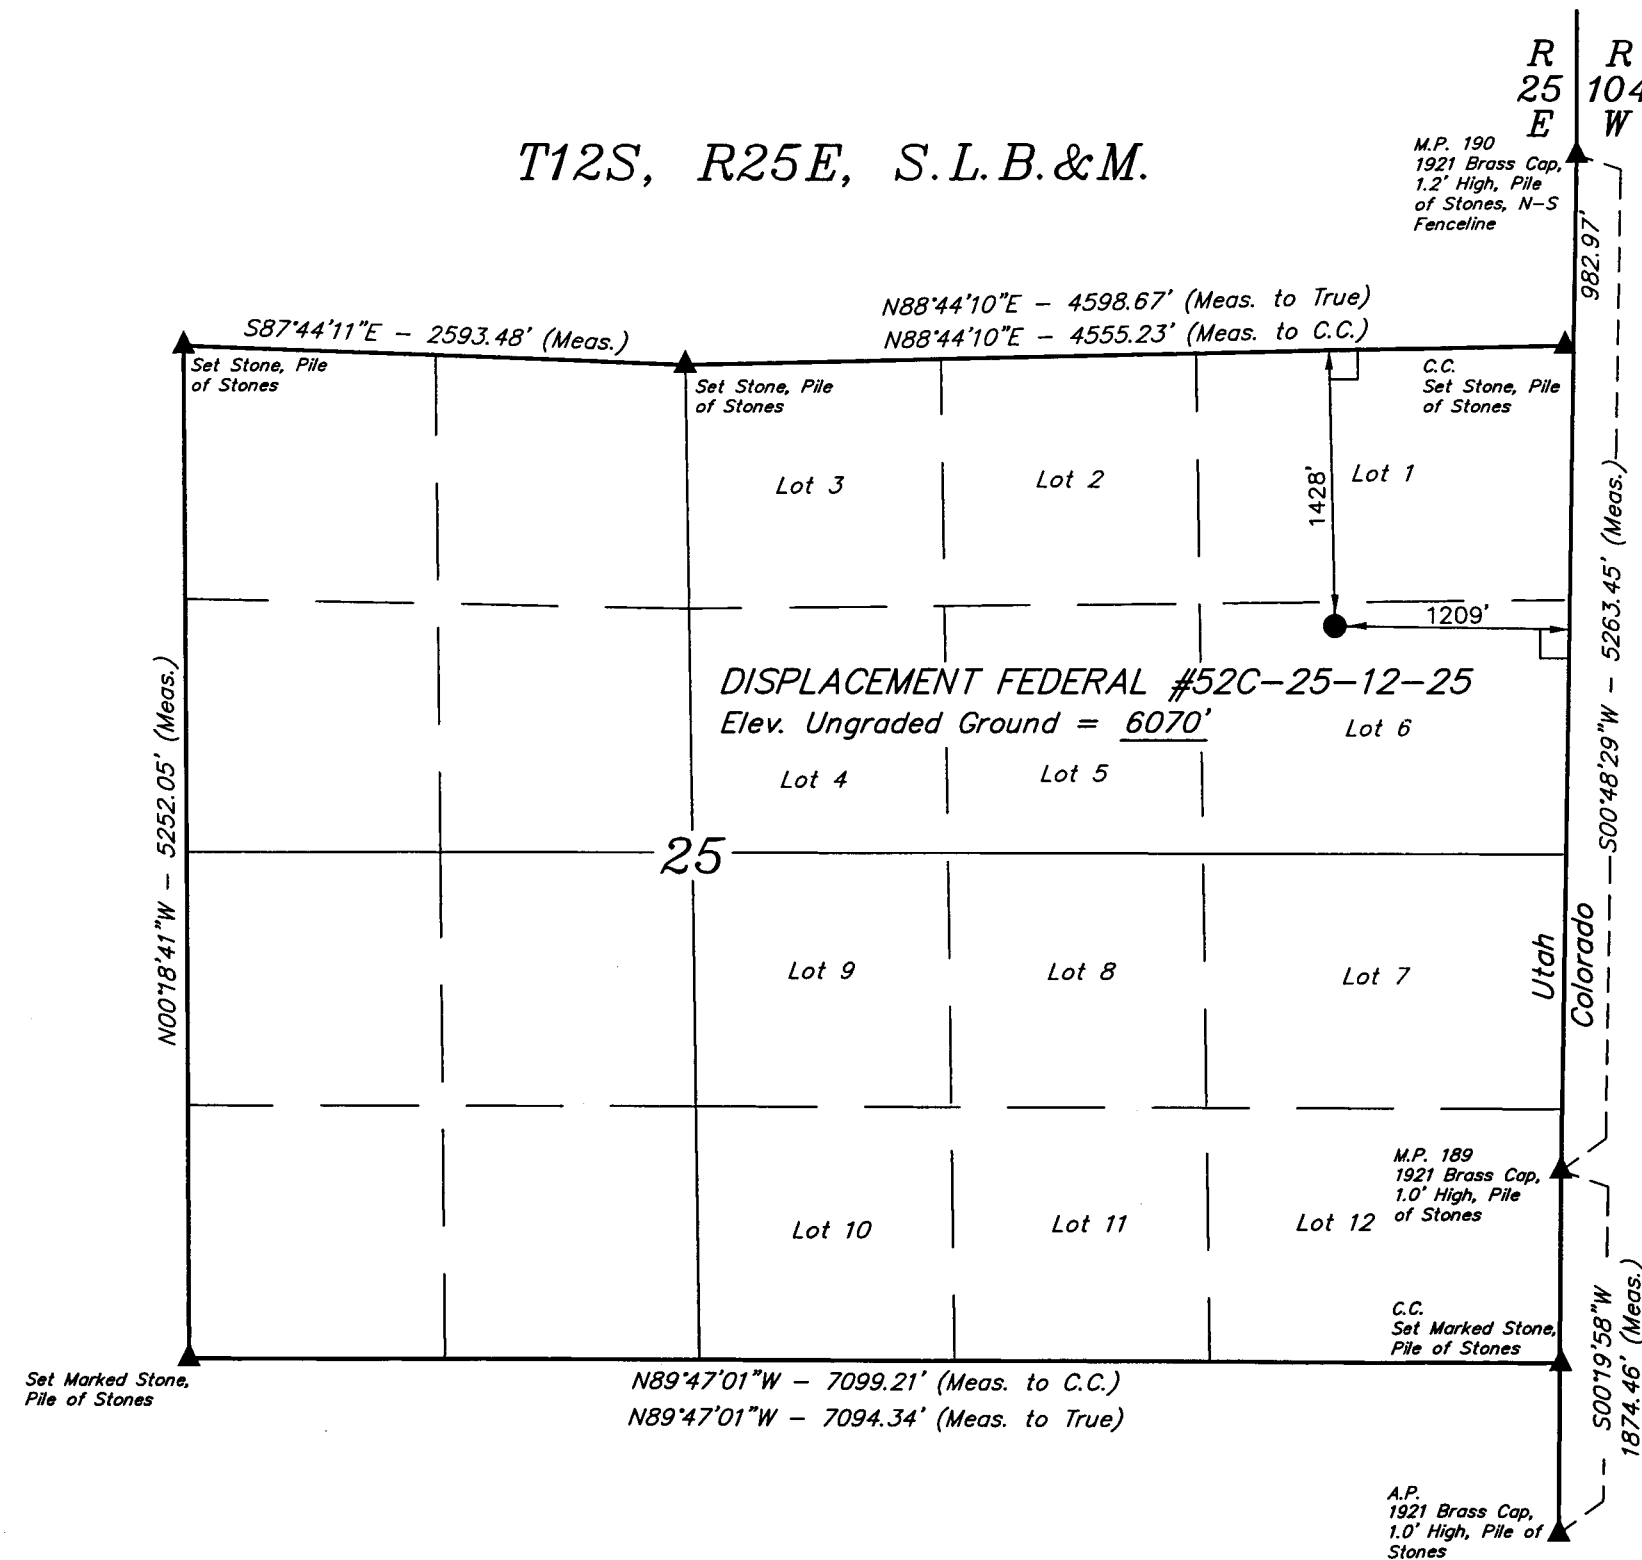 R
25
E
R
104
W
T12S, R25E, S.L.B.&M.
M.P. 190
1921 Brass Cap,
1.2' High, Pile
of Stones, N-S
Fenceline
982.97'
S87°44'11"E - 2593.48' (Meas.)
N88°44'10"E - 4598.67' (Meas. to True)
N88°44'10"E - 4555.23' (Meas. to C.C.)
Set Stone, Pile
of Stones
Set Stone, Pile
of Stones
C.C.
Set Stone, Pile
of Stones
Lot 3
Lot 2
1428'
Lot 1
1209'
S00°48'29"W - 5263.45' (Meas.)
DISPLACEMENT FEDERAL #52C-25-12-25
Elev. Ungraded Ground = 6070'
Lot 6
Lot 4
Lot 5
N00°18'41"W - 5252.05' (Meas.)
25
Utah
Colorado
Lot 9
Lot 8
Lot 7
M.P. 189
1921 Brass Cap,
1.0' High, Pile
of Stones
Lot 10
Lot 11
Lot 12
C.C.
Set Marked Stone,
Pile of Stones
S00°19'58"W
1874.46' (Meas.)
Set Marked Stone,
Pile of Stones
N89°47'01"W - 7099.21' (Meas. to C.C.)
N89°47'01"W - 7094.34' (Meas. to True)
A.P.
1921 Brass Cap,
1.0' High, Pile of
Stones